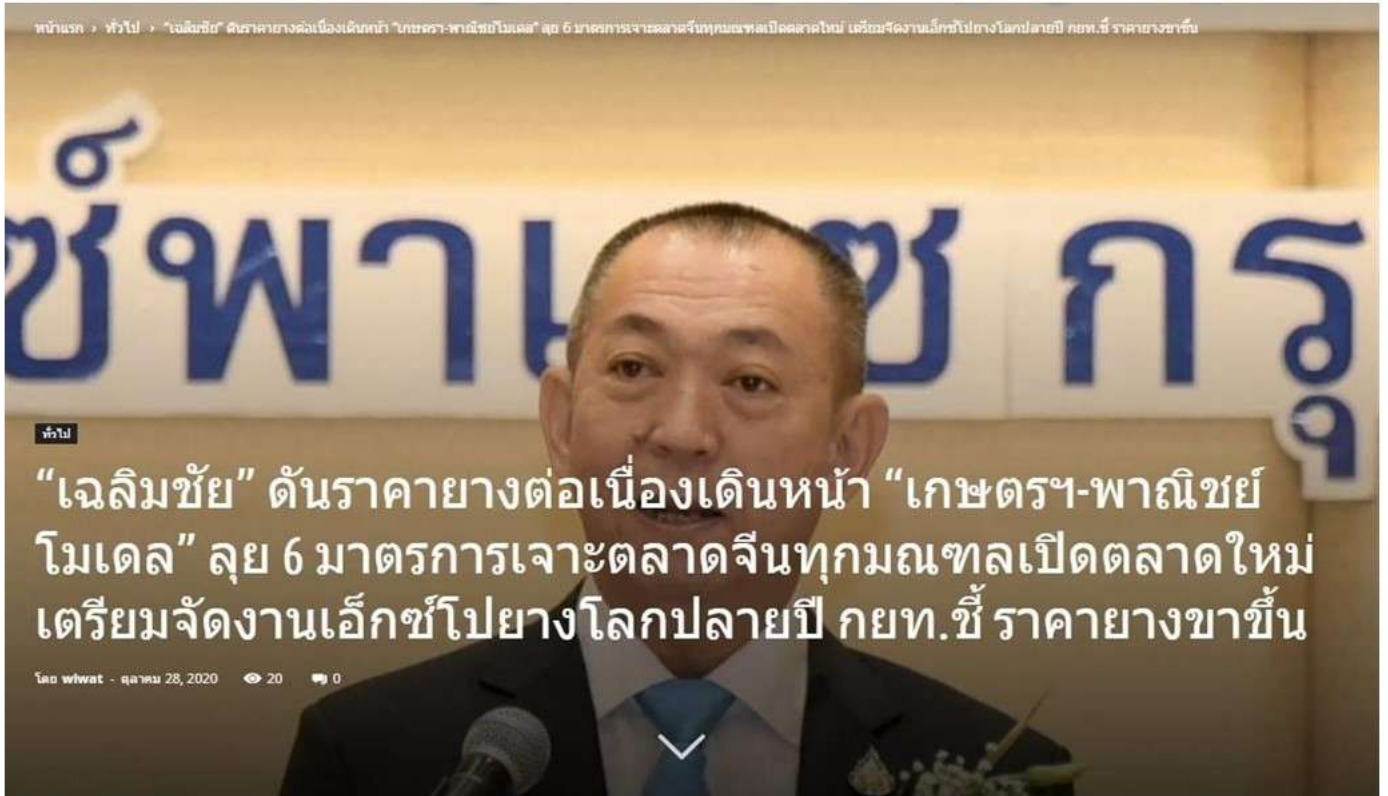 หน้าแรก › ทั่วไป › "เฉลิมชัย" ดันราคายางต่อเนื่องเดินหน้า "เกษตรฯ-พาณิชย์โมเดล" ลุย 6 มาตรการเจาะตลาดจีนทุกมณฑลเปิดตลาดใหม่ เตรียมจัดงานเอ็กซ์โปยางโลกปลายปี กยท.ชี้ ราคายางขาขึ้น
ทั่วไป
“เฉลิมชัย” ดันราคายางต่อเนื่องเดินหน้า “เกษตรฯ-พาณิชย์
โมเดล” ลุย 6 มาตรการเจาะตลาดจีนทุกมณฑลเปิดตลาดใหม่
เตรียมจัดงานเอ็กซ์โปยางโลกปลายปี กยท.ชี้ ราคายางขาขึ้น
โดย wiwat - ตุลาคม 28, 2020 20 0